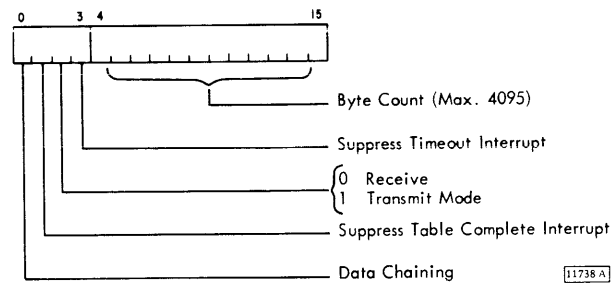 0 3 4 15
Byte Count (Max. 4095)
Suppress Timeout Interrupt
0 Receive
1 Transmit Mode
Suppress Table Complete Interrupt
Data Chaining
11738 A